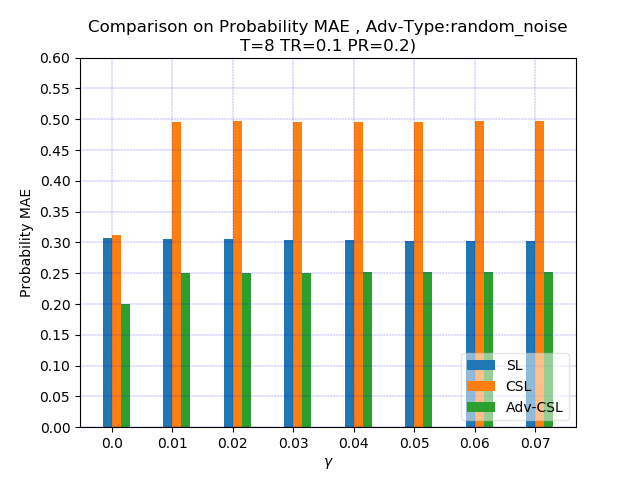 Comparison on Probability MAE , Adv-Type:random_noise
T=8 TR=0.1 PR=0.2)
0.60
0.55
0.50
0.45
0.40
0.35
0.30
0.25
0.20
0.15
0.10
0.05
0.00
Probability MAE
SL
CSL
Adv-CSL
0.0 0.01 0.02 0.03 0.04 0.05 0.06 0.07
γ